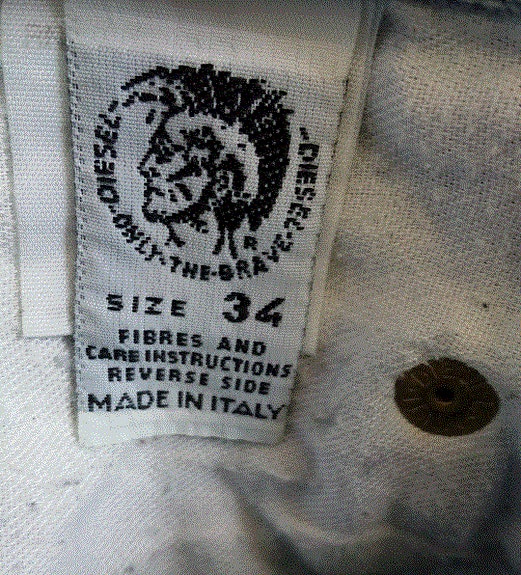 DIESEL · ONLY · THE · BRAVE · DIESEL
R
SIZE 34
FIBRES AND
CARE INSTRUCTIONS
REVERSE SIDE
MADE IN ITALY